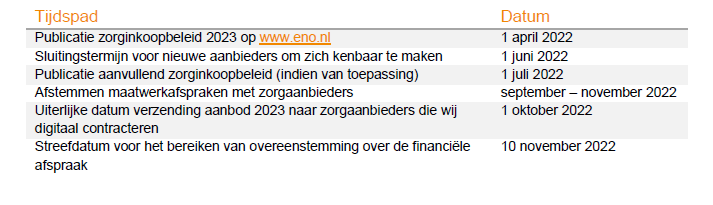 Tijdspad Datum
Publicatie zorginkoopbeleid 2023 op www.eno.nl 1 april 2022
Sluitingstermijn voor nieuwe aanbieders om zich kenbaar te maken 1 juni 2022
Publicatie aanvullend zorginkoopbeleid (indien van toepassing) 1 juli 2022
Afstemmen maatwerkafspraken met zorgaanbieders september – november 2022
Uiterlijke datum verzending aanbod 2023 naar zorgaanbieders die wij 1 oktober 2022
digitaal contracteren
Streefdatum voor het bereiken van overeenstemming over de financiële 10 november 2022
afspraak